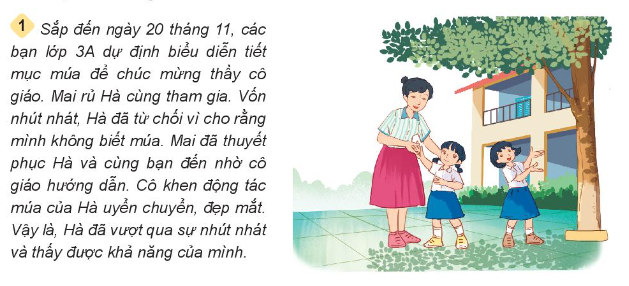 1 Sắp đến ngày 20 tháng 11, các
bạn lớp 3A dự định biểu diễn tiết
mục múa để chúc mừng thầy cô
giáo. Mai rủ Hà cùng tham gia. Vốn
nhút nhát, Hà đã từ chối vì cho rằng
mình không biết múa. Mai đã thuyết
phục Hà và cùng bạn đến nhờ cô
giáo hướng dẫn. Cô khen động tác
múa của Hà uyển chuyển, đẹp mắt.
Vậy là, Hà đã vượt qua sự nhút nhát
và thấy được khả năng của mình.